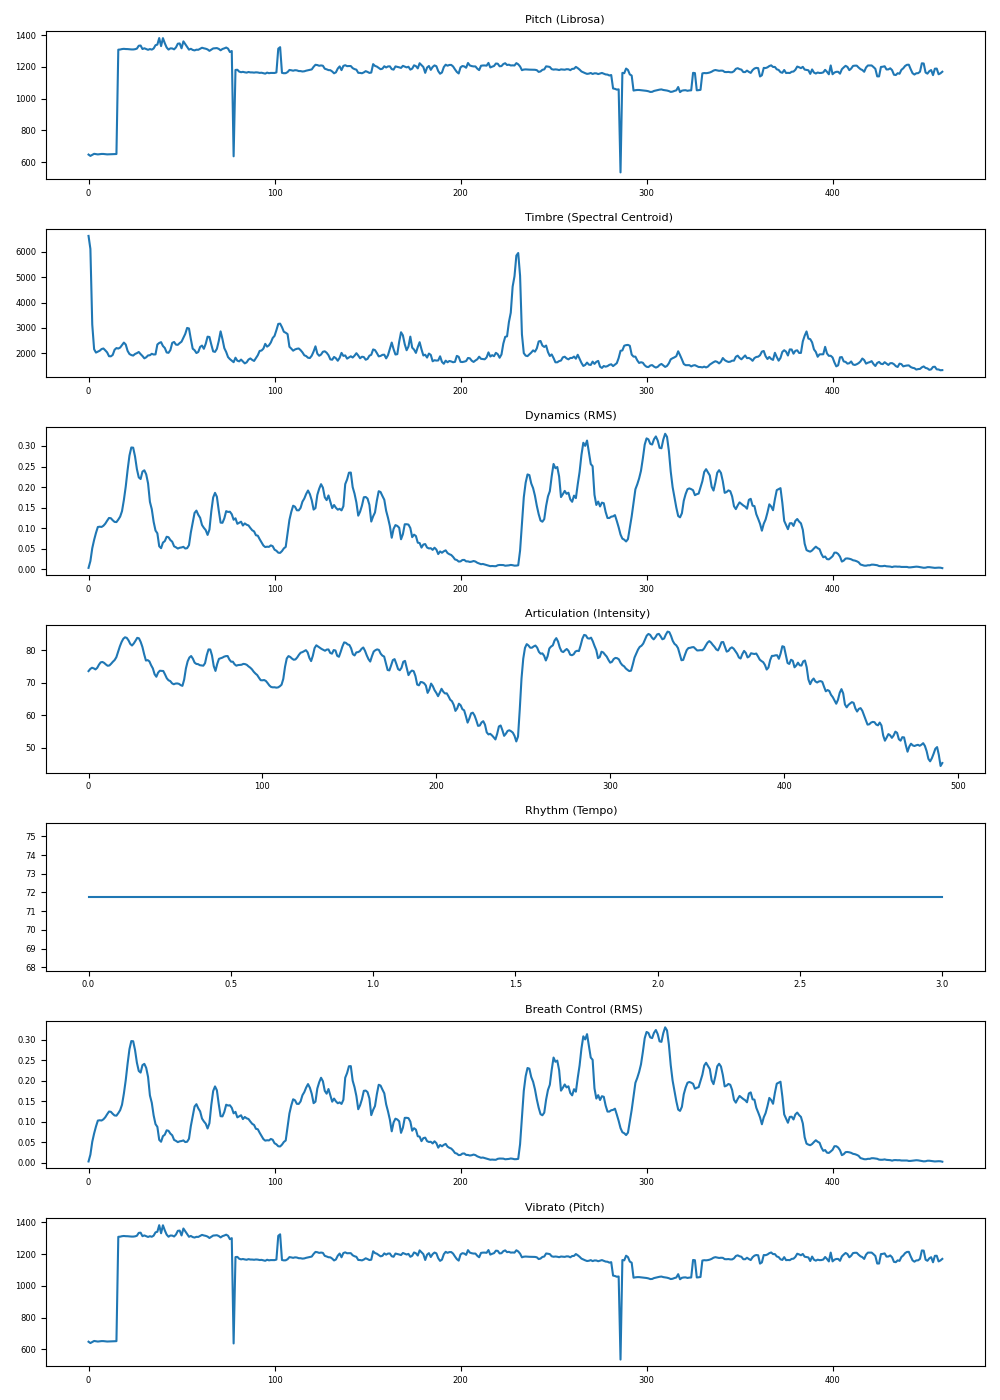 Pitch (Librosa)
1400
1200
1000
800
600
0 100 200 300 400
Timbre (Spectral Centroid)
6000
5000
4000
3000
2000
0 100 200 300 400
Dynamics (RMS)
0.30
0.25
0.20
0.15
0.10
0.05
0.00
0 100 200 300 400
Articulation (Intensity)
80
70
60
50
0 100 200 300 400 500
Rhythm (Tempo)
75
74
73
72
71
70
69
68
0.0 0.5 1.0 1.5 2.0 2.5 3.0
Breath Control (RMS)
0.30
0.25
0.20
0.15
0.10
0.05
0.00
0 100 200 300 400
Vibrato (Pitch)
1400
1200
1000
800
600
0 100 200 300 400